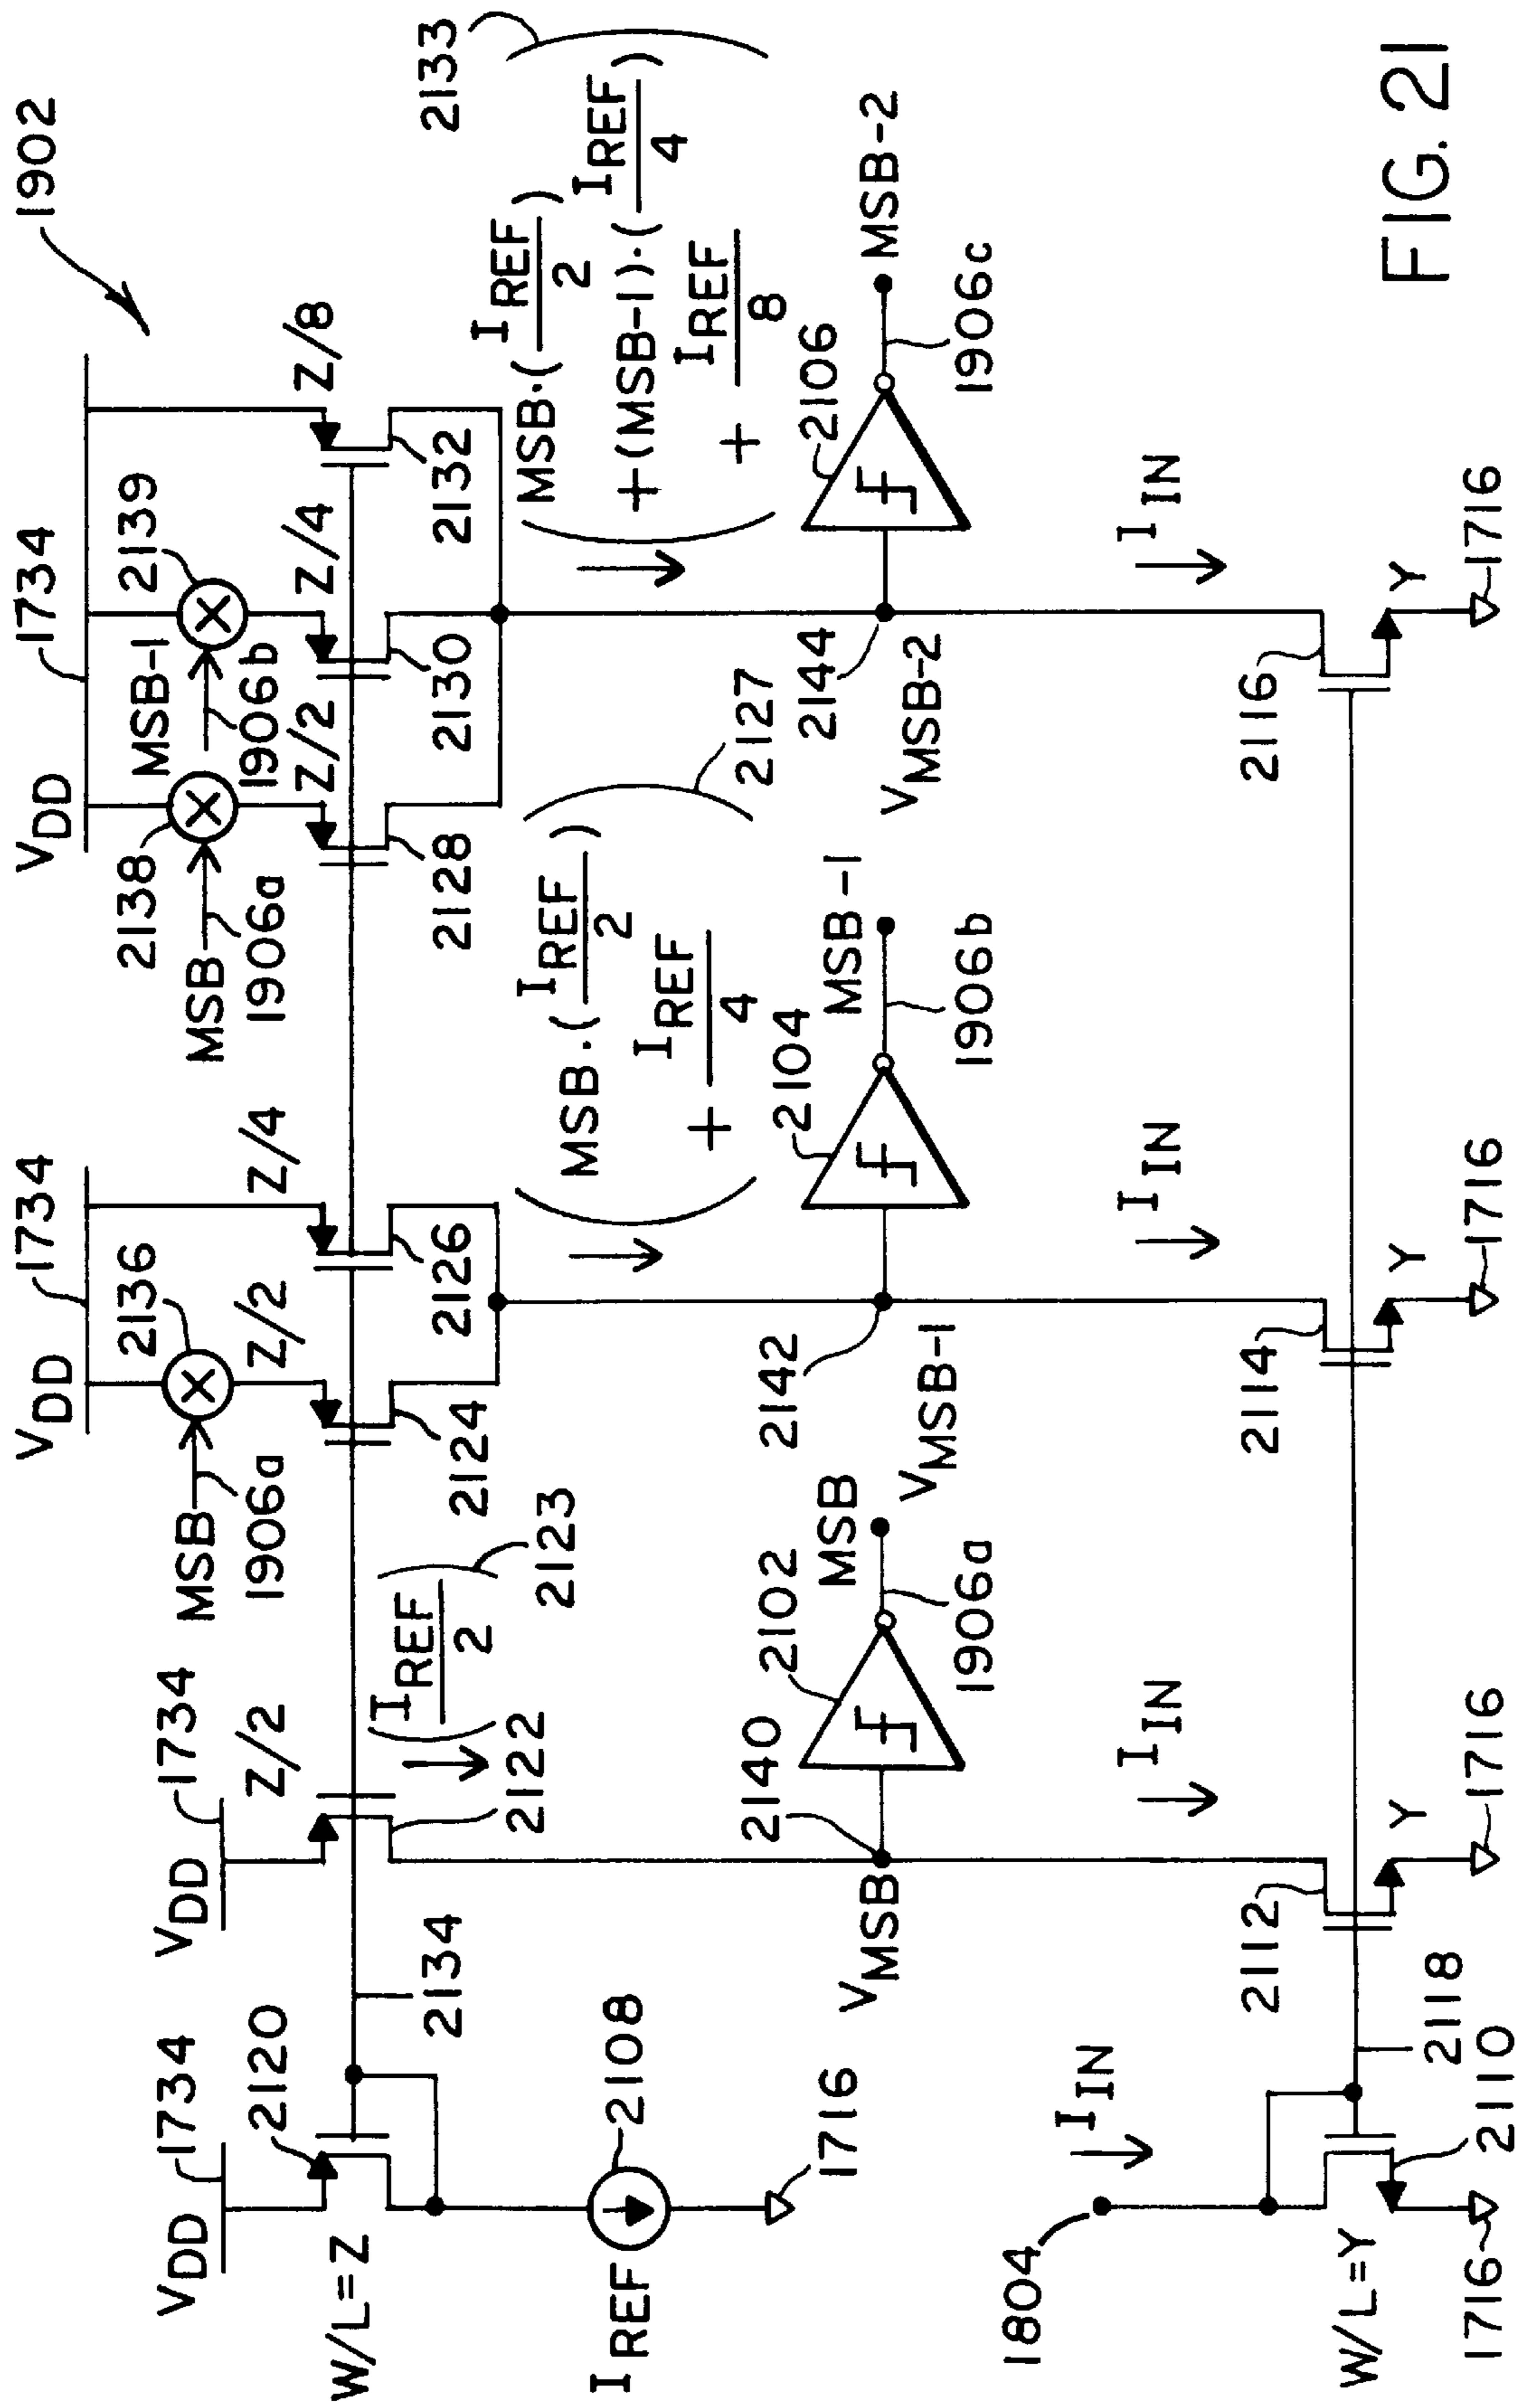 1902
1734
VDD
MSB
1906a
2138
MSB-1
1906b
2139
Z/2
Z/4
Z/8
2128
2130
2132
MSB·(IREF/2)
+(MSB-1)·(IREF/4)
+ IREF/8
2133
2106
MSB-2
1906c
2144
VMSB-2
IIN
2116
Y
1716
1734
VDD
MSB
1906a
2136
Z/2
Z/4
2124
2126
MSB·(IREF/2)
+ IREF/4
2127
2104
MSB-1
1906b
2142
VMSB-1
IIN
2114
Y
1716
1734
VDD
Z/2
2122
IREF/2
2123
2102
MSB
1906a
2140
VMSB
IIN
2112
Y
1716
1734
VDD
2120
W/L=Z
2134
IREF
2108
1716
1804
IIN
2118
2110
W/L=Y
1716
FIG. 21